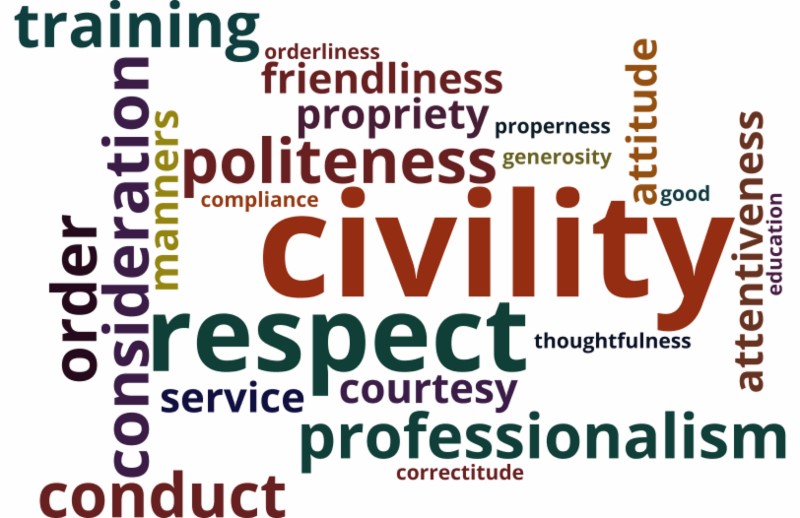 training
orderliness
friendliness
propriety
properness
politeness
generosity
attitude
consideration
manners
compliance
good
civility
attentiveness
education
order
respect
thoughtfulness
service
courtesy
professionalism
correctitude
conduct